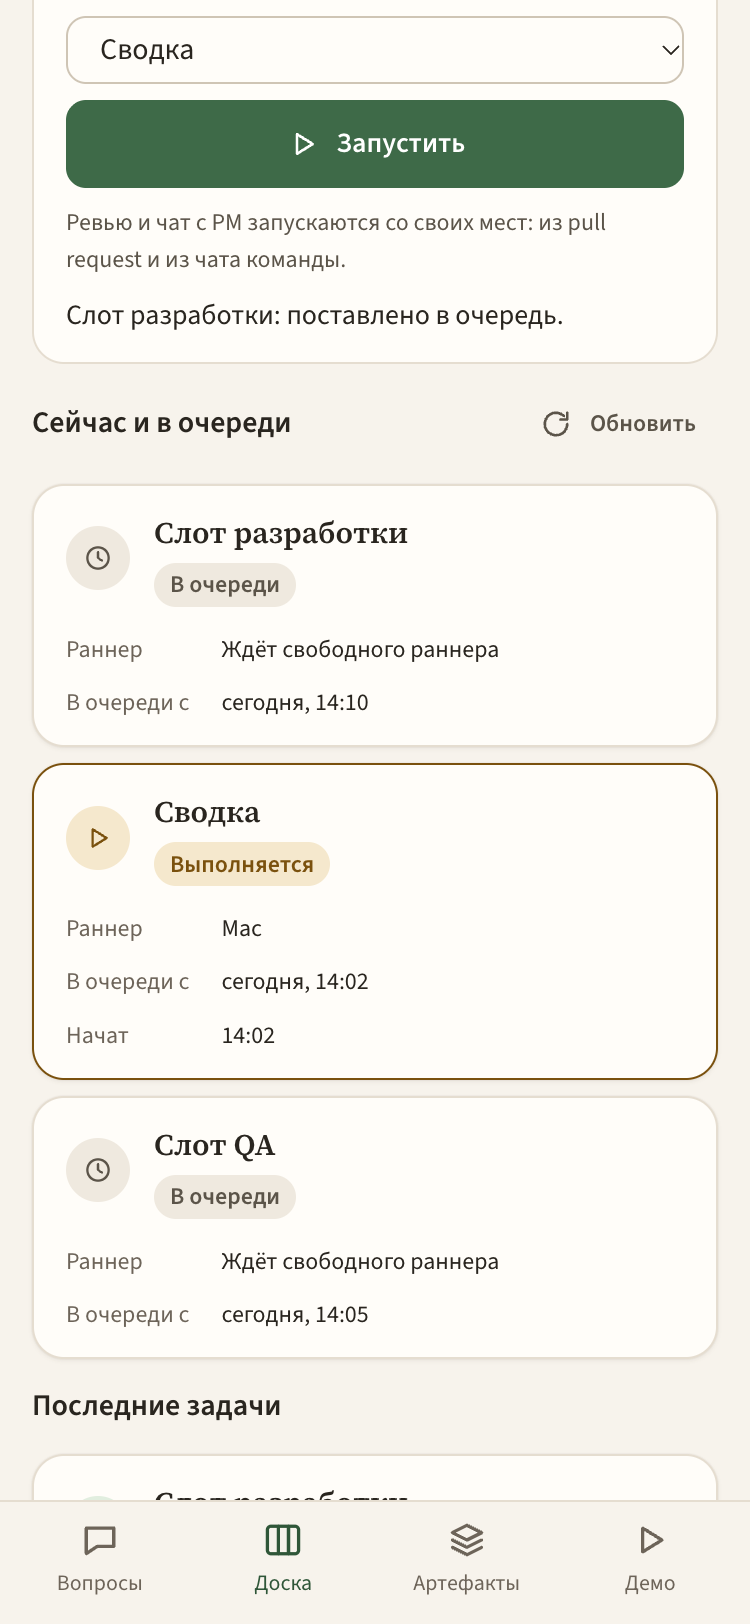 Сводка
Запустить
Ревью и чат с PM запускаются со своих мест: из pull
request и из чата команды.
Слот разработки: поставлено в очередь.
Сейчас и в очереди
Обновить
Слот разработки
В очереди
Раннер Ждёт свободного раннера
В очереди с сегодня, 14:10
Сводка
Выполняется
Раннер Mac
В очереди с сегодня, 14:02
Начат 14:02
Слот QA
В очереди
Раннер Ждёт свободного раннера
В очереди с сегодня, 14:05
Последние задачи
Слот разработки
Вопросы Доска Артефакты Демо